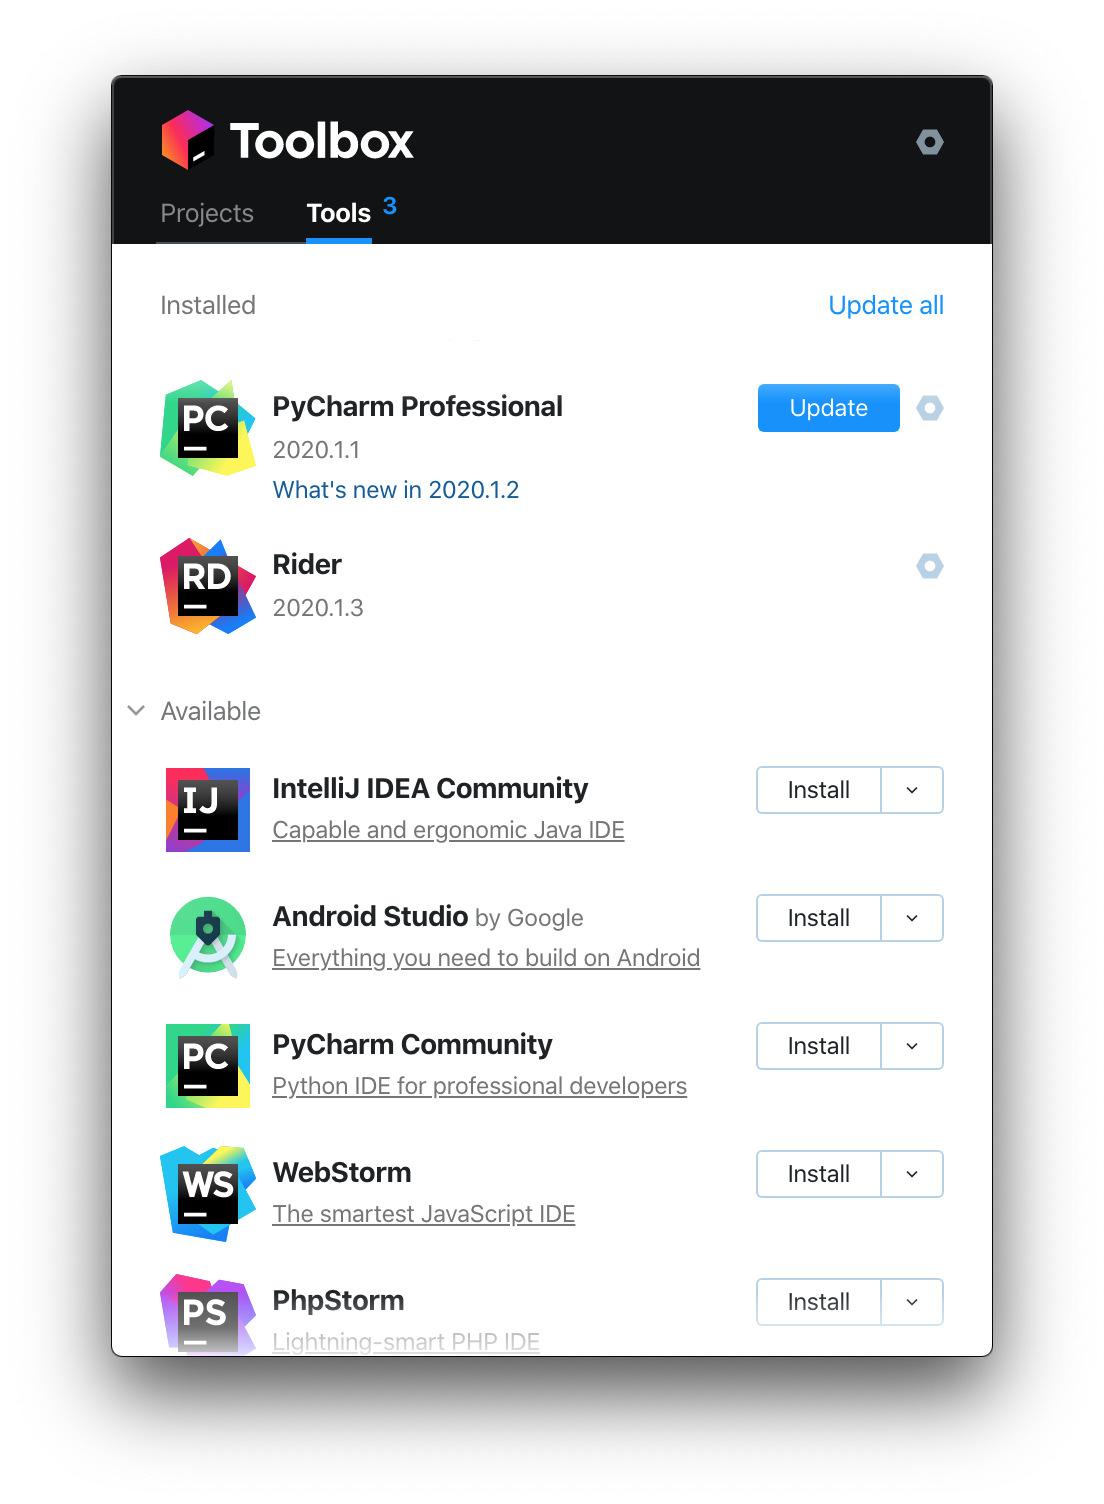 Toolbox
Projects Tools 3
Installed Update all
PC PyCharm Professional Update
2020.1.1
What's new in 2020.1.2
RD Rider
2020.1.3
Available
IJ IntelliJ IDEA Community Install
Capable and ergonomic Java IDE
Android Studio by Google Install
Everything you need to build on Android
PC PyCharm Community Install
Python IDE for professional developers
WS WebStorm Install
The smartest JavaScript IDE
PS PhpStorm Install
Lightning-smart PHP IDE